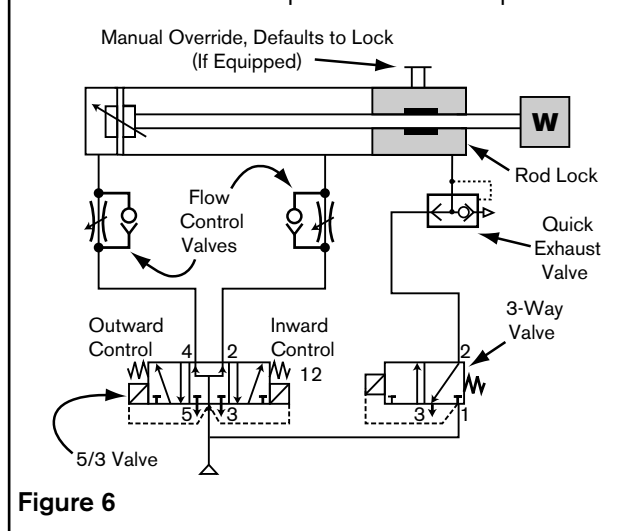 Manual Override, Defaults to Lock
(If Equipped)
W
Rod Lock
Flow
Control
Valves
Quick
Exhaust
Valve
3-Way
Valve
Outward
Control
4
2
Inward
Control
12
2
5
3
3
1
5/3 Valve
Figure 6